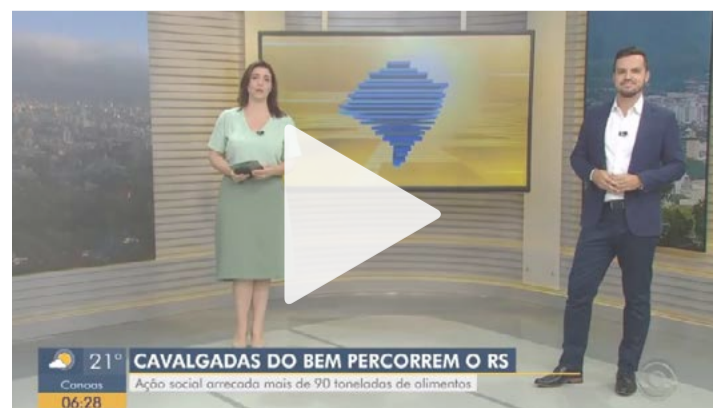 21° CAVALGADAS DO BEM PERCORREM O RS
Canoas Ação social arrecada mais de 90 toneladas de alimentos
06:28